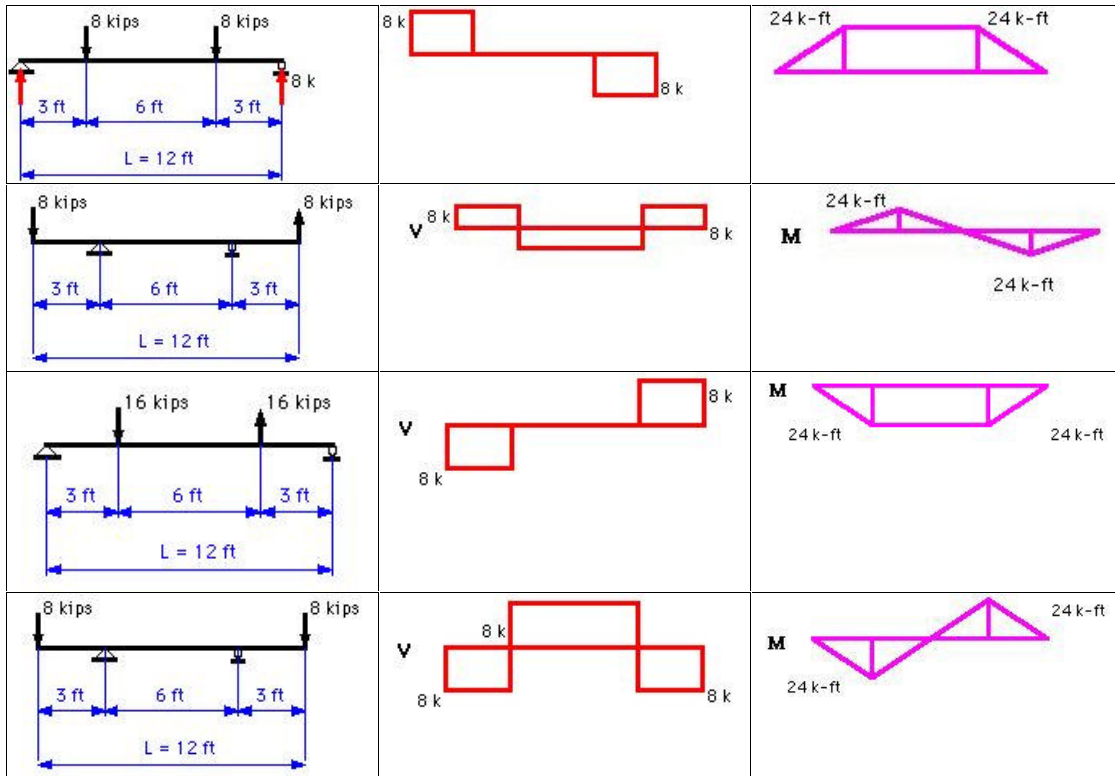 8 kips 8 kips
8 k
3 ft 6 ft 3 ft
L = 12 ft
8 k
8 k
24 k-ft 24 k-ft
8 kips 8 kips
3 ft 6 ft 3 ft
L = 12 ft
V 8 k
8 k
24 k-ft
M
24 k-ft
16 kips 16 kips
3 ft 6 ft 3 ft
L = 12 ft
8 k
V
8 k
M
24 k-ft 24 k-ft
8 kips 8 kips
3 ft 6 ft 3 ft
L = 12 ft
8 k
V
8 k 8 k
24 k-ft
M
24 k-ft